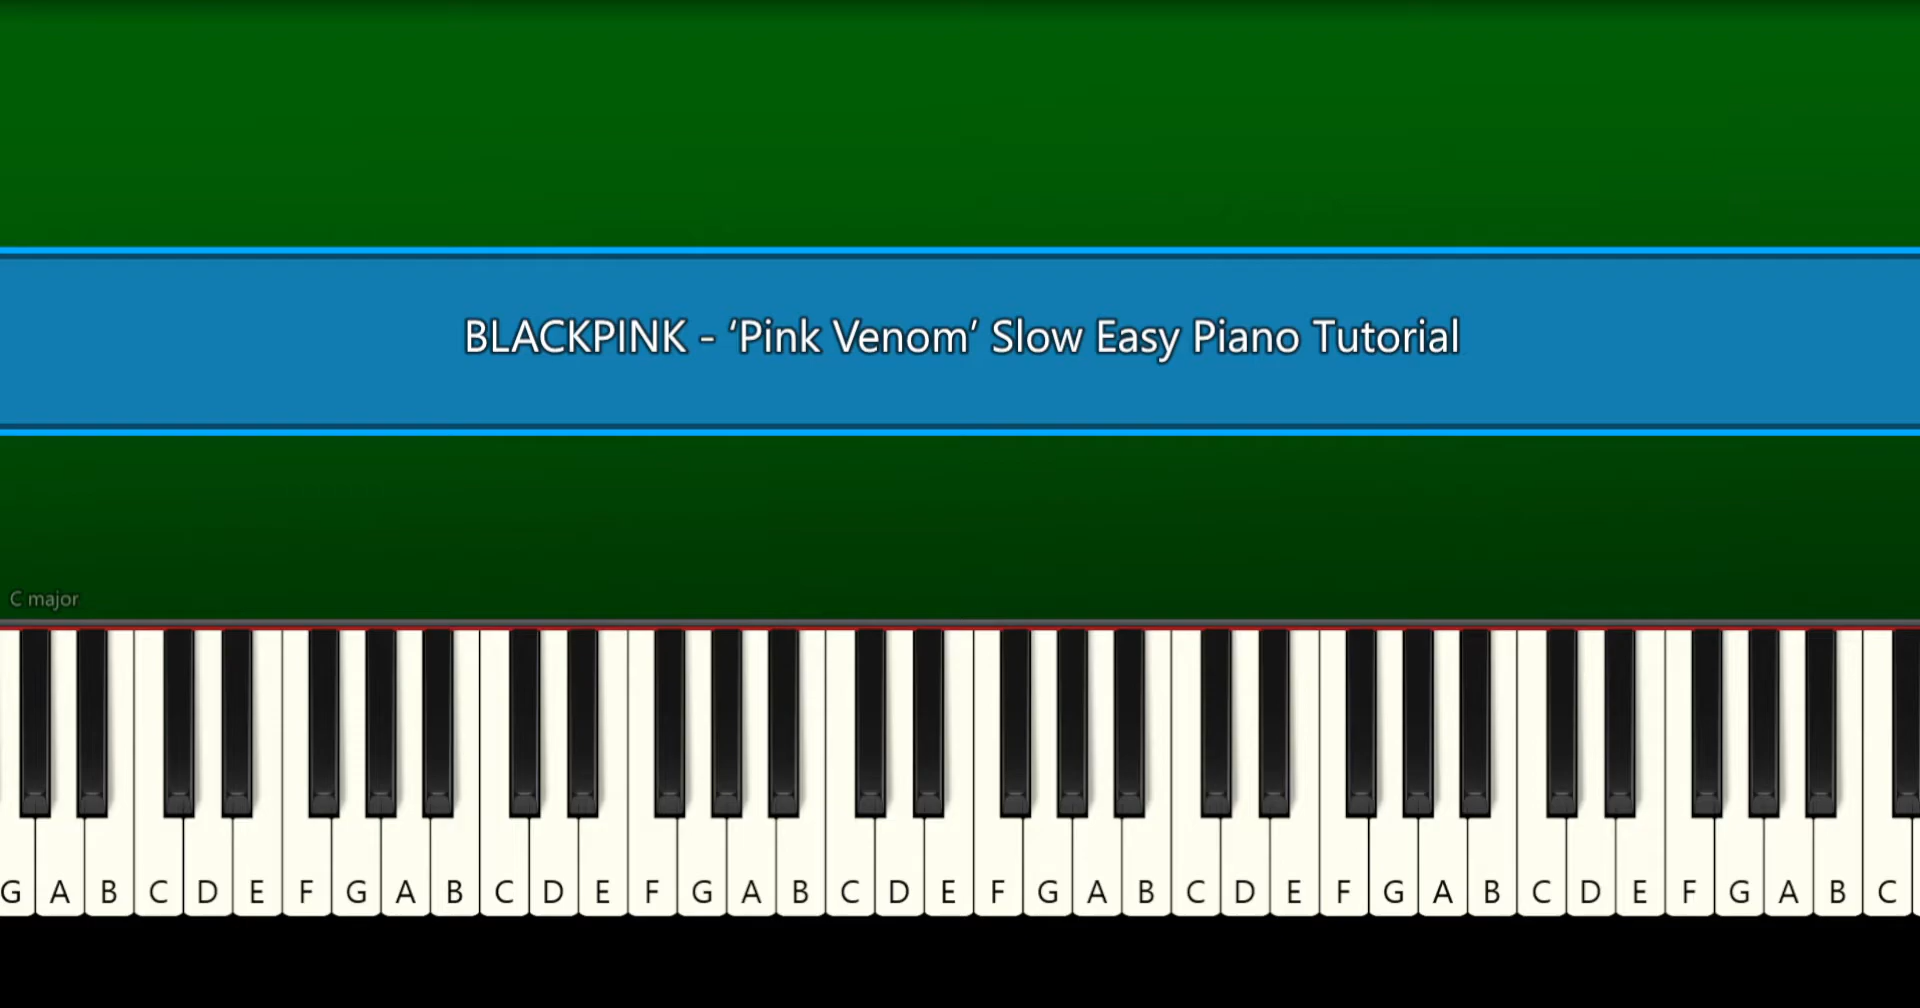 BLACKPINK - ‘Pink Venom’ Slow Easy Piano Tutorial
C major
G A B C D E F G A B C D E F G A B C D E F G A B C D E F G A B C D E F G A B C